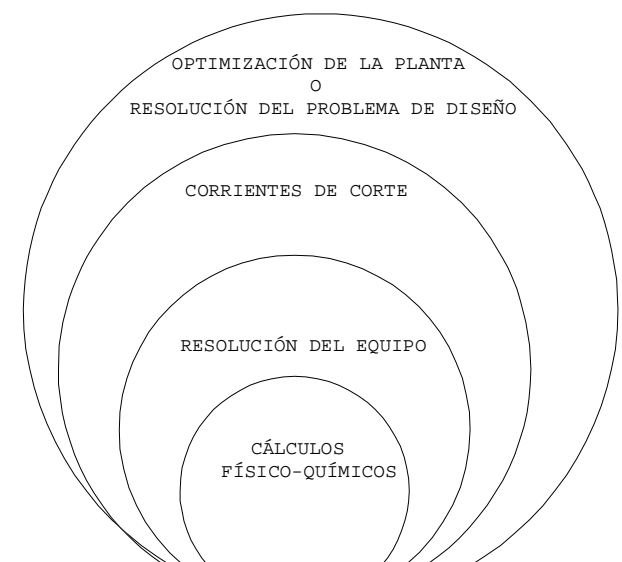 OPTIMIZACIÓN DE LA PLANTA
O
RESOLUCIÓN DEL PROBLEMA DE DISEÑO
CORRIENTES DE CORTE
RESOLUCIÓN DEL EQUIPO
CÁLCULOS
FÍSICO-QUÍMICOS